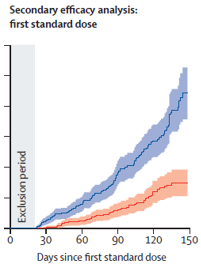 Secondary efficacy analysis:
first standard dose
Exclusion period
0 30 60 90 120 150
Days since first standard dose